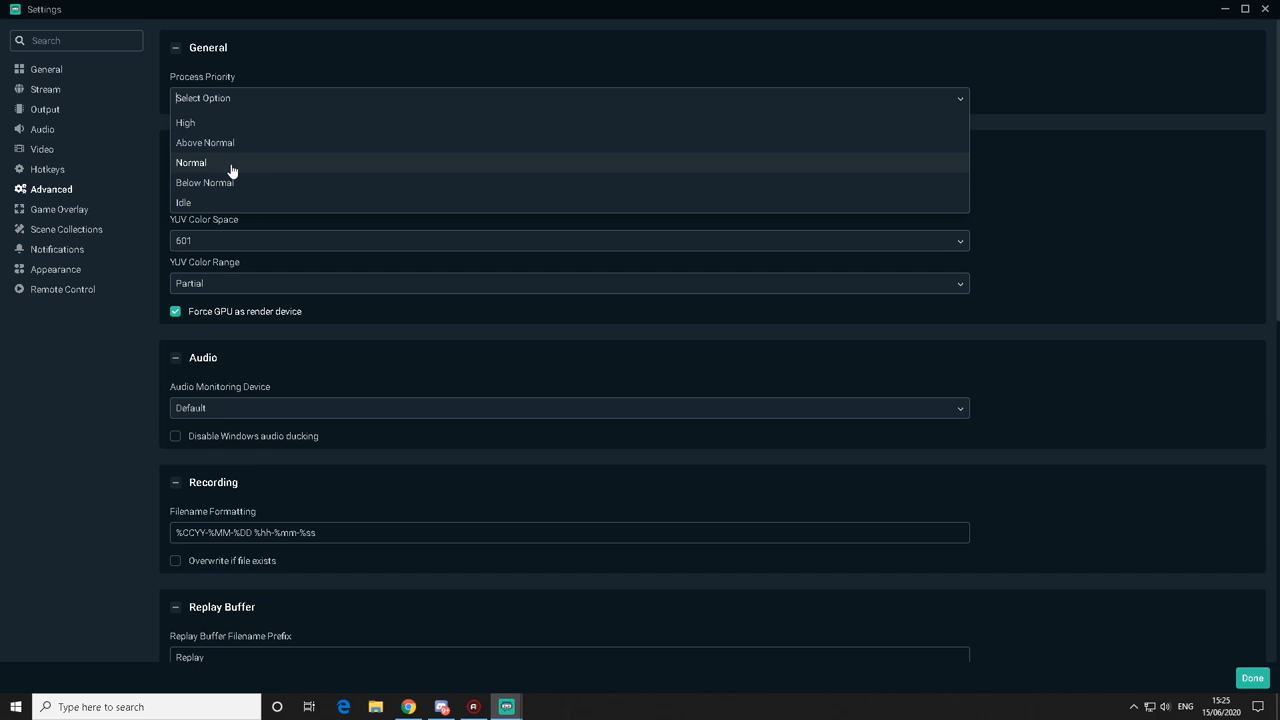 Settings
Search
General
Stream
Output
Audio
Video
Hotkeys
Advanced
Game Overlay
Scene Collections
Notifications
Appearance
Remote Control
General
Process Priority
Select Option
High
Above Normal
Normal
Below Normal
Idle
YUV Color Space
601
YUV Color Range
Partial
Force GPU as render device
Audio
Audio Monitoring Device
Default
Disable Windows audio ducking
Recording
Filename Formatting
%CCYY-%MM-%DD %hh-%mm-%ss
Overwrite if file exists
Replay Buffer
Replay Buffer Filename Prefix
Replay
Done
Type here to search
ENG
15:25
15/06/2020